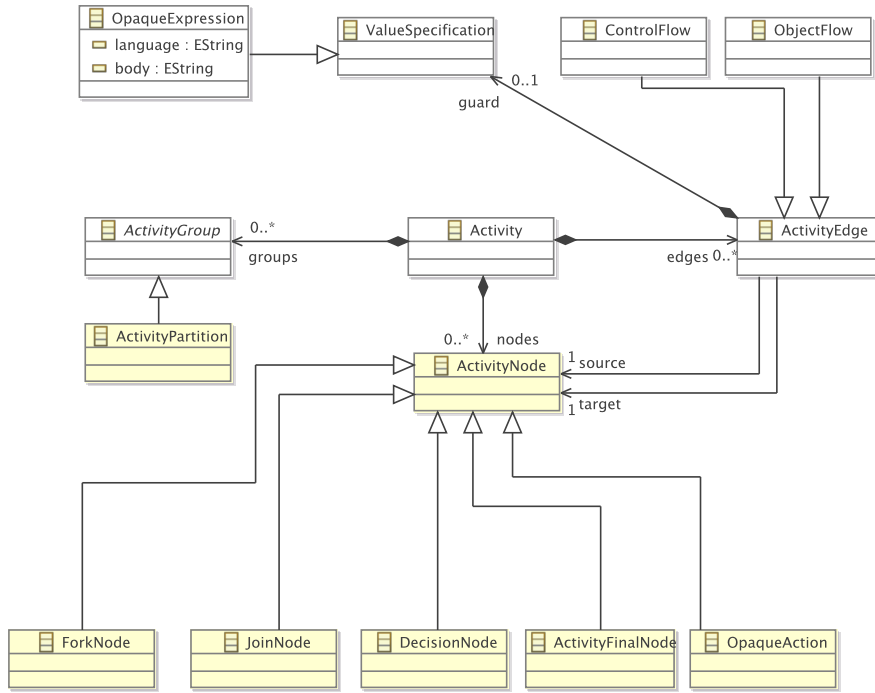 OpaqueExpression
language : EString
body : EString
ValueSpecification
ControlFlow
ObjectFlow
0..1
guard
ActivityGroup
0..*
groups
Activity
edges 0..*
ActivityEdge
ActivityPartition
0..* nodes
ActivityNode
1 source
1 target
ForkNode
JoinNode
DecisionNode
ActivityFinalNode
OpaqueAction